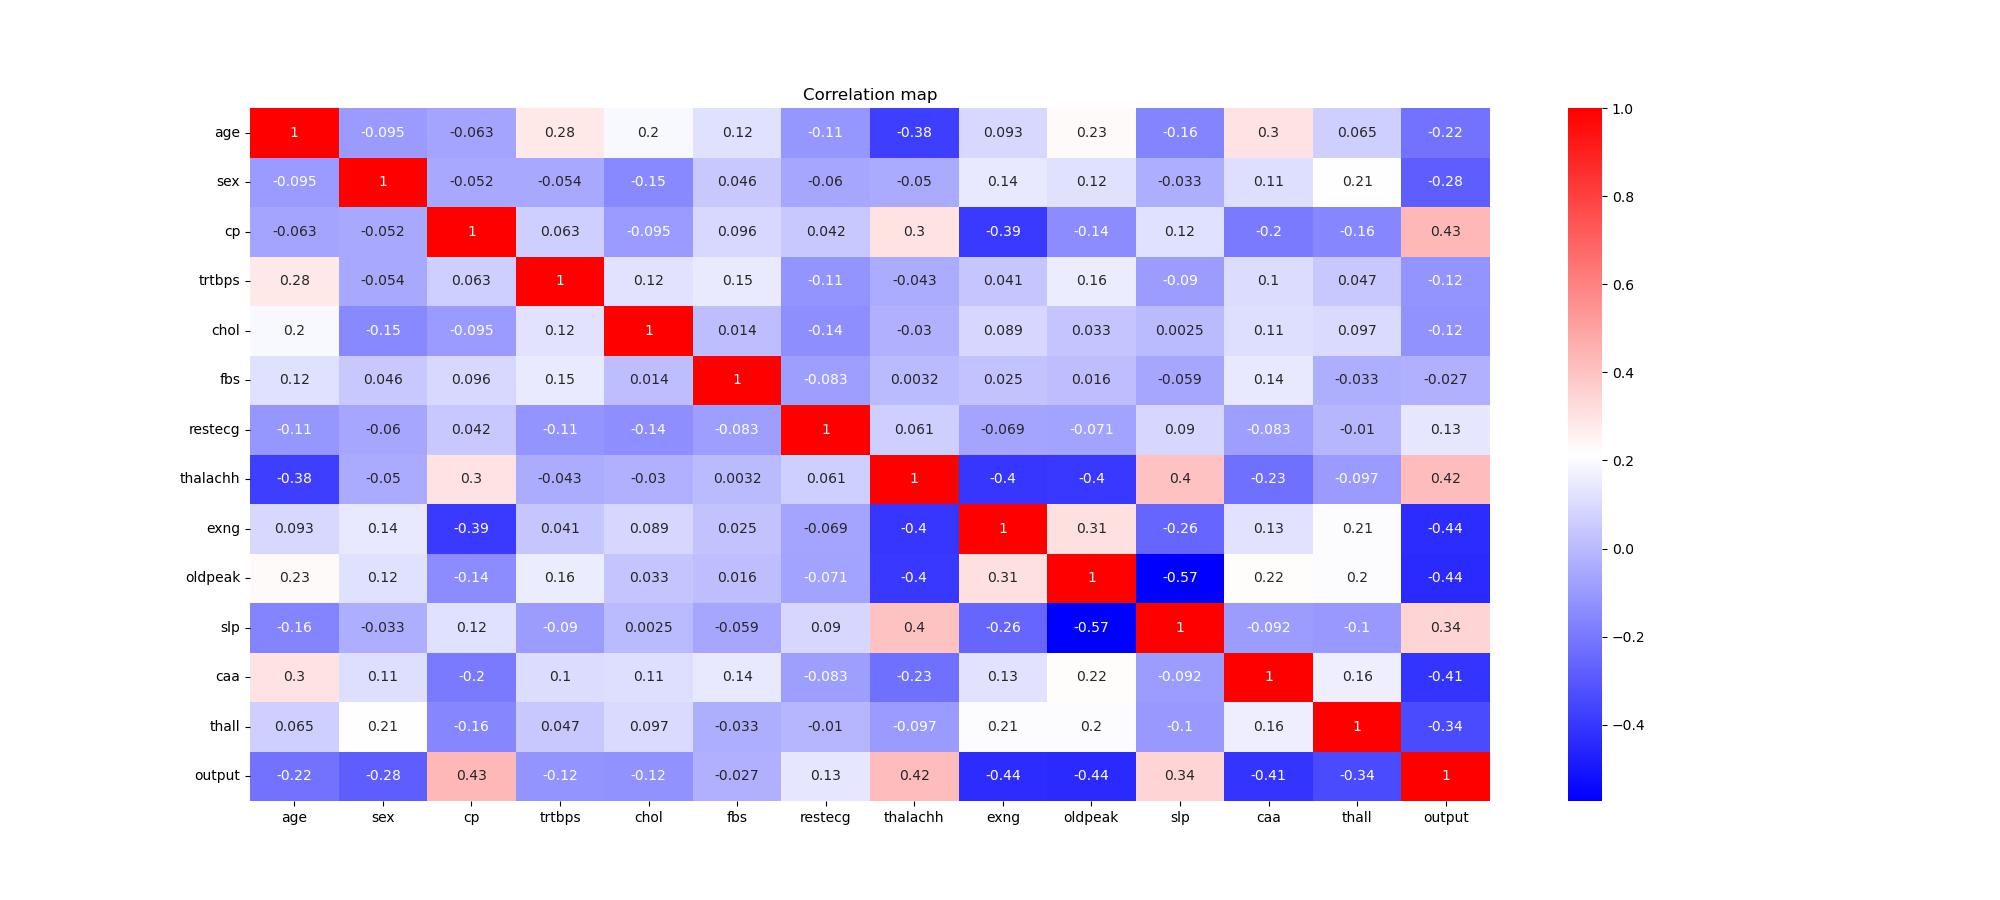 Correlation map
age 1 -0.095 -0.063 0.28 0.2 0.12 -0.11 -0.38 0.093 0.23 -0.16 0.3 0.065 -0.22
sex -0.095 1 -0.052 -0.054 -0.15 0.046 -0.06 -0.05 0.14 0.12 -0.033 0.11 0.21 -0.28
cp -0.063 -0.052 1 0.063 -0.095 0.096 0.042 0.3 -0.39 -0.14 0.12 -0.2 -0.16 0.43
trtbps 0.28 -0.054 0.063 1 0.12 0.15 -0.11 -0.043 0.041 0.16 -0.09 0.1 0.047 -0.12
chol 0.2 -0.15 -0.095 0.12 1 0.014 -0.14 -0.03 0.089 0.033 0.0025 0.11 0.097 -0.12
fbs 0.12 0.046 0.096 0.15 0.014 1 -0.083 0.0032 0.025 0.016 -0.059 0.14 -0.033 -0.027
restecg -0.11 -0.06 0.042 -0.11 -0.14 -0.083 1 0.061 -0.069 -0.071 0.09 -0.083 -0.01 0.13
thalachh -0.38 -0.05 0.3 -0.043 -0.03 0.0032 0.061 1 -0.4 -0.4 0.4 -0.23 -0.097 0.42
exng 0.093 0.14 -0.39 0.041 0.089 0.025 -0.069 -0.4 1 0.31 -0.26 0.13 0.21 -0.44
oldpeak 0.23 0.12 -0.14 0.16 0.033 0.016 -0.071 -0.4 0.31 1 -0.57 0.22 0.2 -0.44
slp -0.16 -0.033 0.12 -0.09 0.0025 -0.059 0.09 0.4 -0.26 -0.57 1 -0.092 -0.1 0.34
caa 0.3 0.11 -0.2 0.1 0.11 0.14 -0.083 -0.23 0.13 0.22 -0.092 1 0.16 -0.41
thall 0.065 0.21 -0.16 0.047 0.097 -0.033 -0.01 -0.097 0.21 0.2 -0.1 0.16 1 -0.34
output -0.22 -0.28 0.43 -0.12 -0.12 -0.027 0.13 0.42 -0.44 -0.44 0.34 -0.41 -0.34 1
age sex cp trtbps chol fbs restecg thalachh exng oldpeak slp caa thall output
1.0
0.8
0.6
0.4
0.2
0.0
−0.2
−0.4